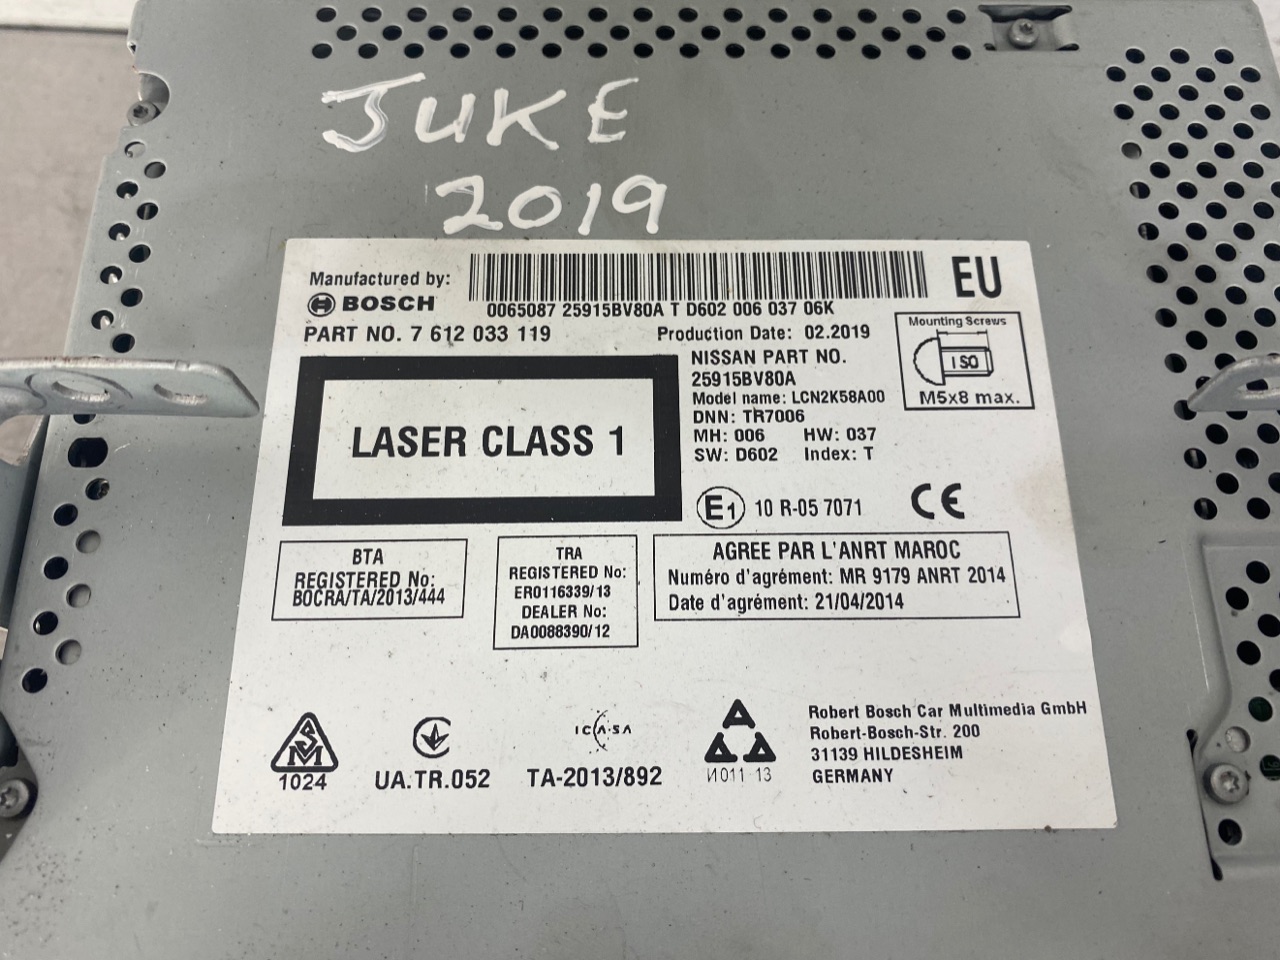 JUKE
2019
Manufactured by:
BOSCH
0065087 25915BV80A T D602 006 037 06K
EU
PART NO. 7 612 033 119
Production Date: 02.2019
Mounting Screws
ISO
M5x8 max.
NISSAN PART NO.
25915BV80A
Model name: LCN2K58A00
DNN: TR7006
MH: 006 HW: 037
SW: D602 Index: T
LASER CLASS 1
E1 10 R-05 7071
CE
BTA
REGISTERED No:
BOCRA/TA/2013/444
TRA
REGISTERED No:
ER0116339/13
DEALER No:
DA0088390/12
AGREE PAR L'ANRT MAROC
Numéro d'agrément: MR 9179 ANRT 2014
Date d'agrément: 21/04/2014
SM
1024
UA.TR.052
ICASA
TA-2013/892
AAA
И011 13
Robert Bosch Car Multimedia GmbH
Robert-Bosch-Str. 200
31139 HILDESHEIM
GERMANY